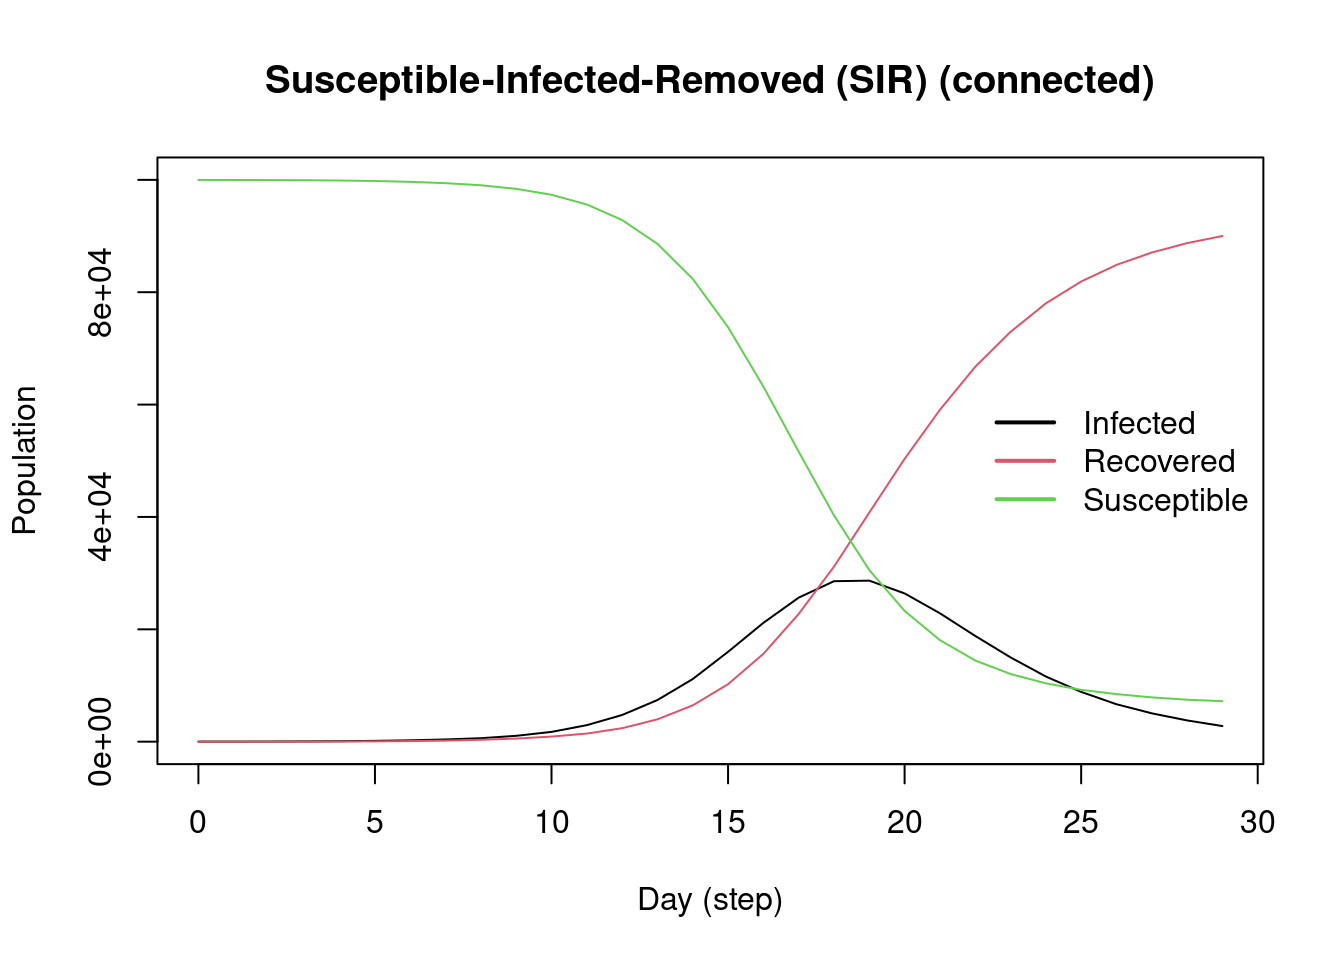 Susceptible-Infected-Removed (SIR) (connected)
Population
8e+04
4e+04
0e+00
Infected
Recovered
Susceptible
0 5 10 15 20 25 30
Day (step)